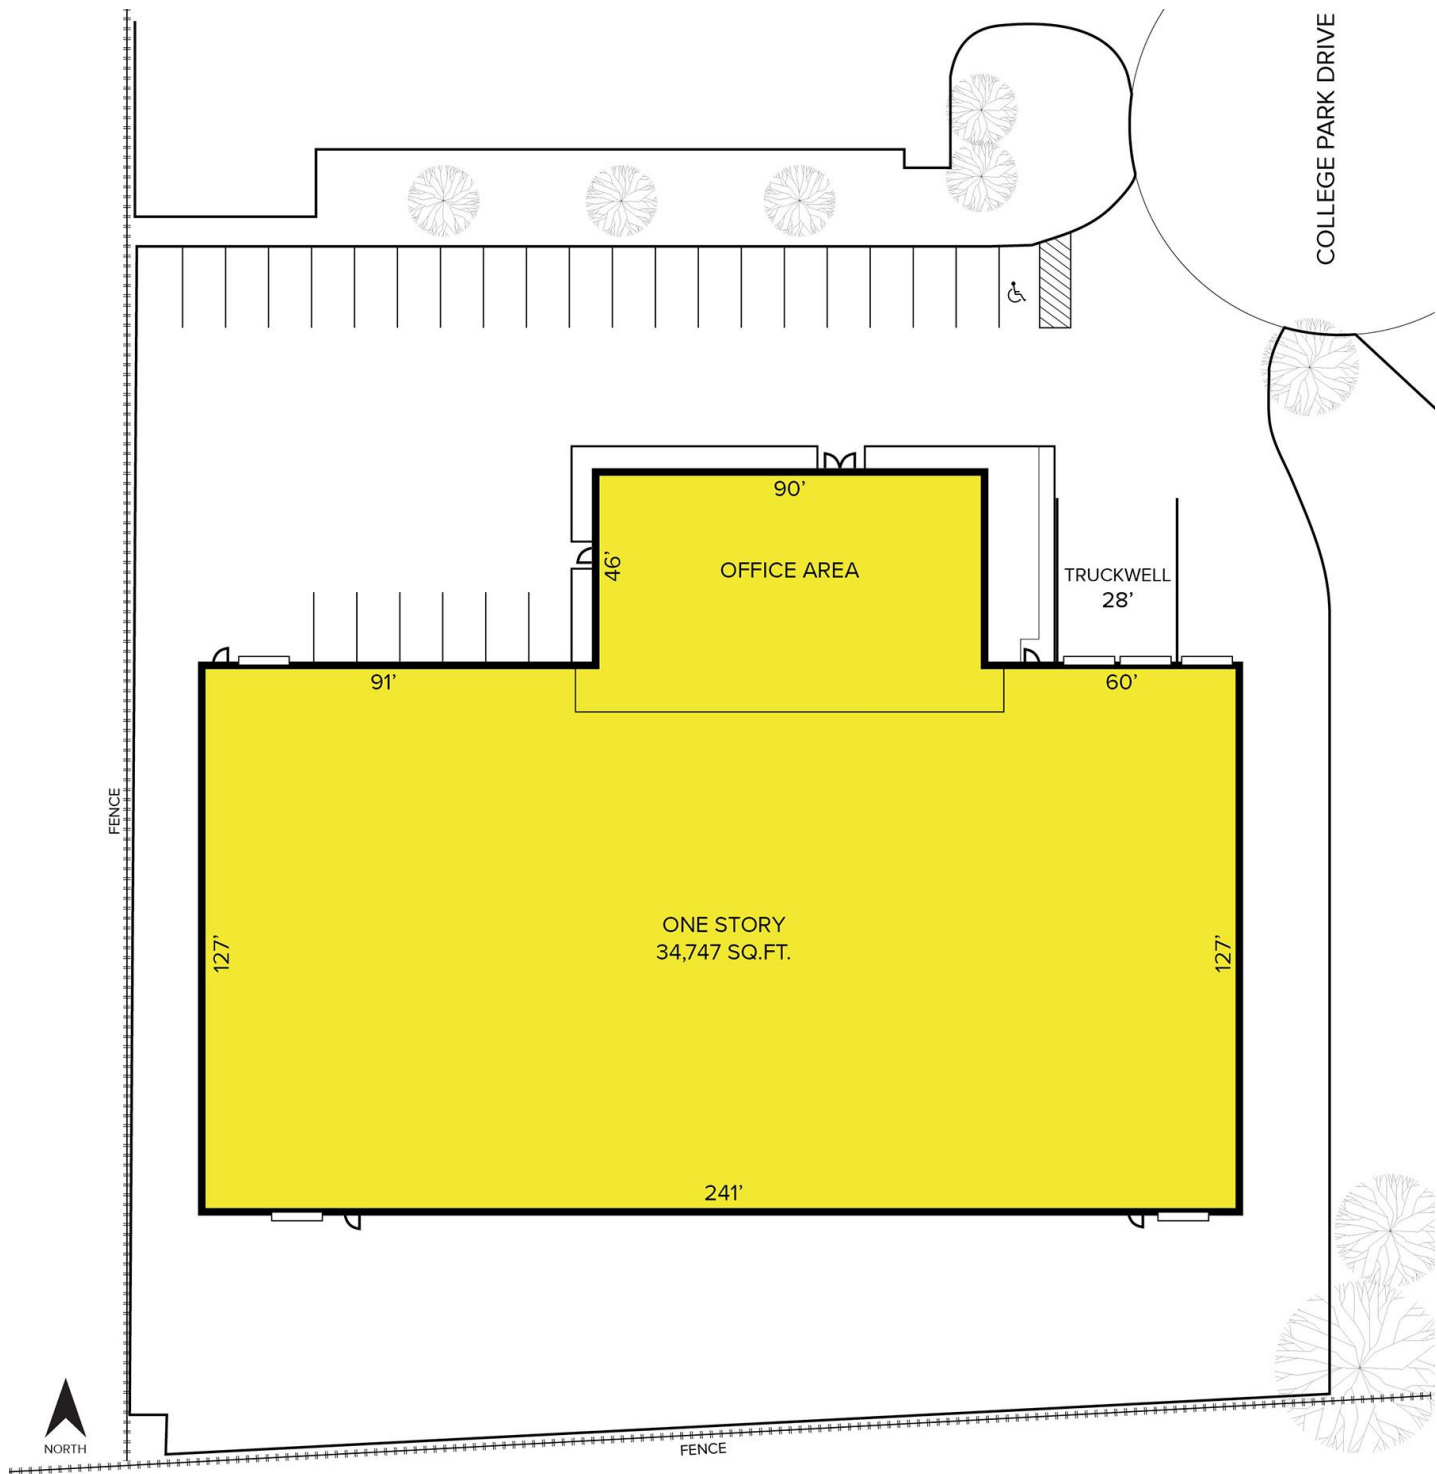 COLLEGE PARK DRIVE
90’
46’
OFFICE AREA
TRUCKWELL
28’
91’
60’
FENCE
127’
ONE STORY
34,747 SQ.FT.
127’
241’
NORTH
FENCE